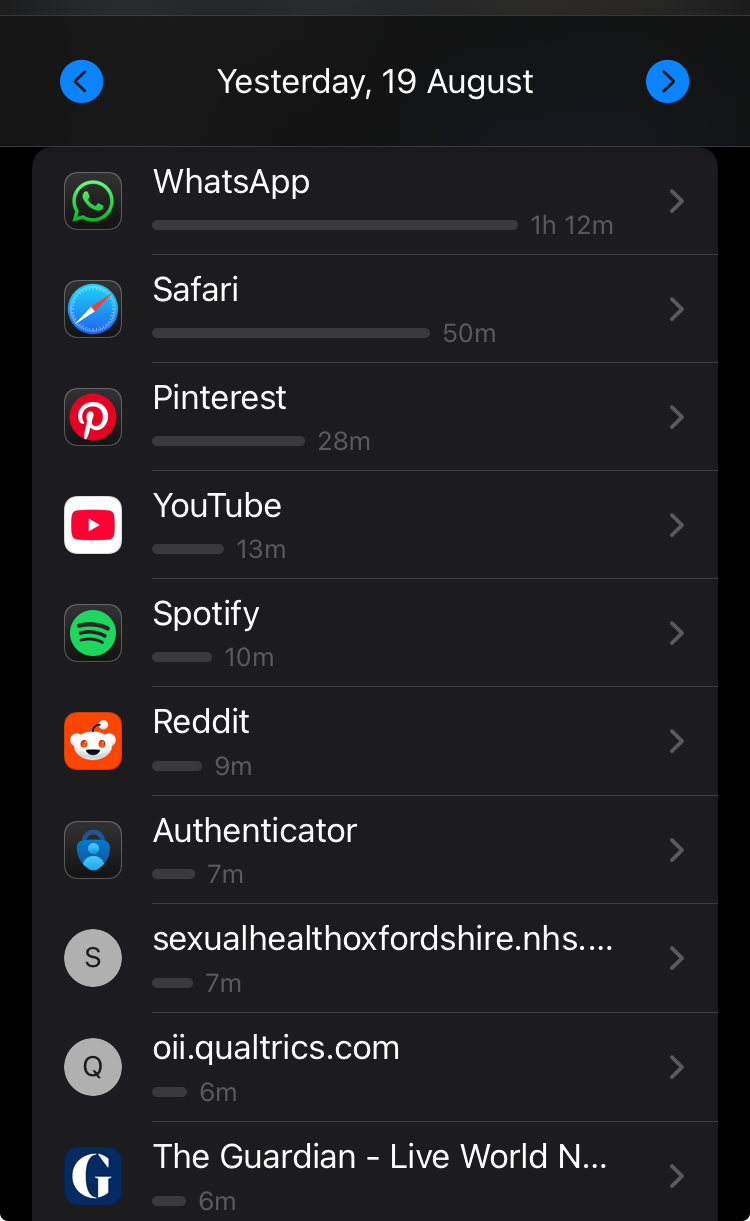 Yesterday, 19 August
WhatsApp
1h 12m
Safari
50m
Pinterest
28m
YouTube
13m
Spotify
10m
Reddit
9m
Authenticator
7m
S
sexualhealthoxfordshire.nhs....
7m
Q
oii.qualtrics.com
6m
G
The Guardian - Live World N...
6m